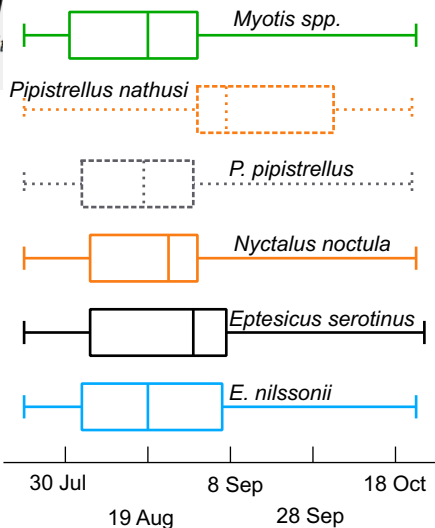 Myotis spp.
Pipistrellus nathusi
P. pipistrellus
Nyctalus noctula
Eptesicus serotinus
E. nilssonii
30 Jul
8 Sep
18 Oct
19 Aug
28 Sep